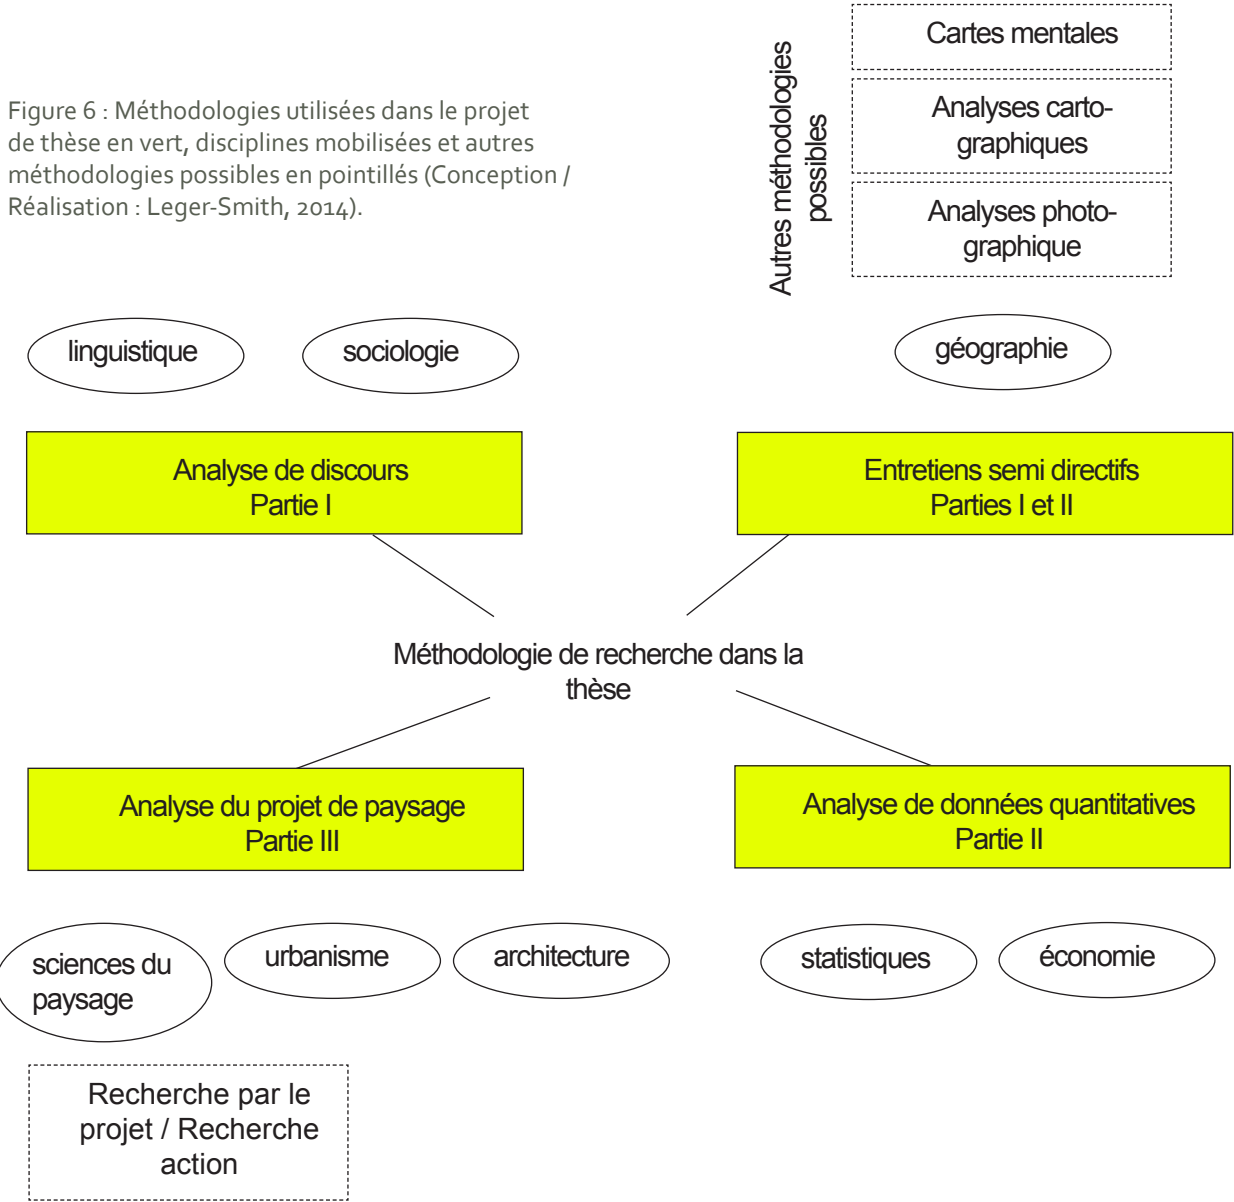 Figure 6 : Méthodologies utilisées dans le projet
de thèse en vert, disciplines mobilisées et autres
méthodologies possibles en pointillés (Conception /
Réalisation : Leger-Smith, 2014).
Autres méthodologies
possibles
Cartes mentales
Analyses carto-
graphiques
Analyses photo-
graphique
linguistique
sociologie
géographie
Analyse de discours
Partie I
Entretiens semi directifs
Parties I et II
Méthodologie de recherche dans la
thèse
Analyse du projet de paysage
Partie III
Analyse de données quantitatives
Partie II
sciences du
paysage
urbanisme
architecture
statistiques
économie
Recherche par le
projet / Recherche
action